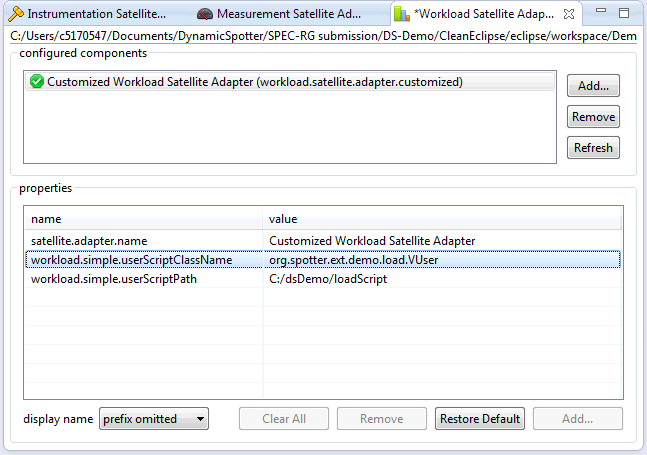 Instrumentation Satellite... Measurement Satellite Ad... *Workload Satellite Adap...
C:/Users/c5170547/Documents/DynamicSpotter/SPEC-RG submission/DS-Demo/CleanEclipse/eclipse/workspace/Dem
configured components
Customized Workload Satellite Adapter (workload.satellite.adapter.customized)
Add...
Remove
Refresh
properties
name value
satellite.adapter.name Customized Workload Satellite Adapter
workload.simple.userScriptClassName org.spotter.ext.demo.load.VUser
workload.simple.userScriptPath C:/dsDemo/loadScript
display name prefix omitted Clear All Remove Restore Default Add...